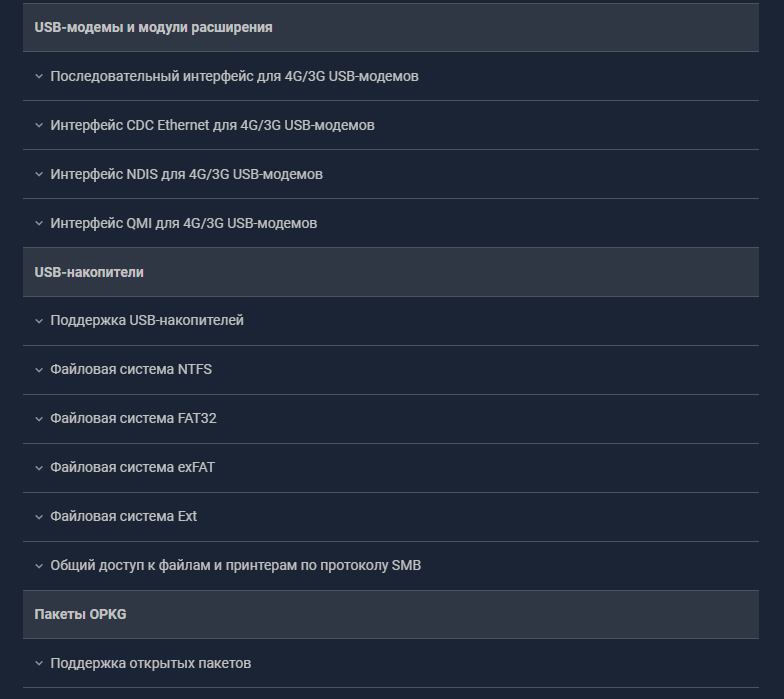 USB-модемы и модули расширения
Последовательный интерфейс для 4G/3G USB-модемов
Интерфейс CDC Ethernet для 4G/3G USB-модемов
Интерфейс NDIS для 4G/3G USB-модемов
Интерфейс QMI для 4G/3G USB-модемов
USB-накопители
Поддержка USB-накопителей
Файловая система NTFS
Файловая система FAT32
Файловая система exFAT
Файловая система Ext
Общий доступ к файлам и принтерам по протоколу SMB
Пакеты OPKG
Поддержка открытых пакетов